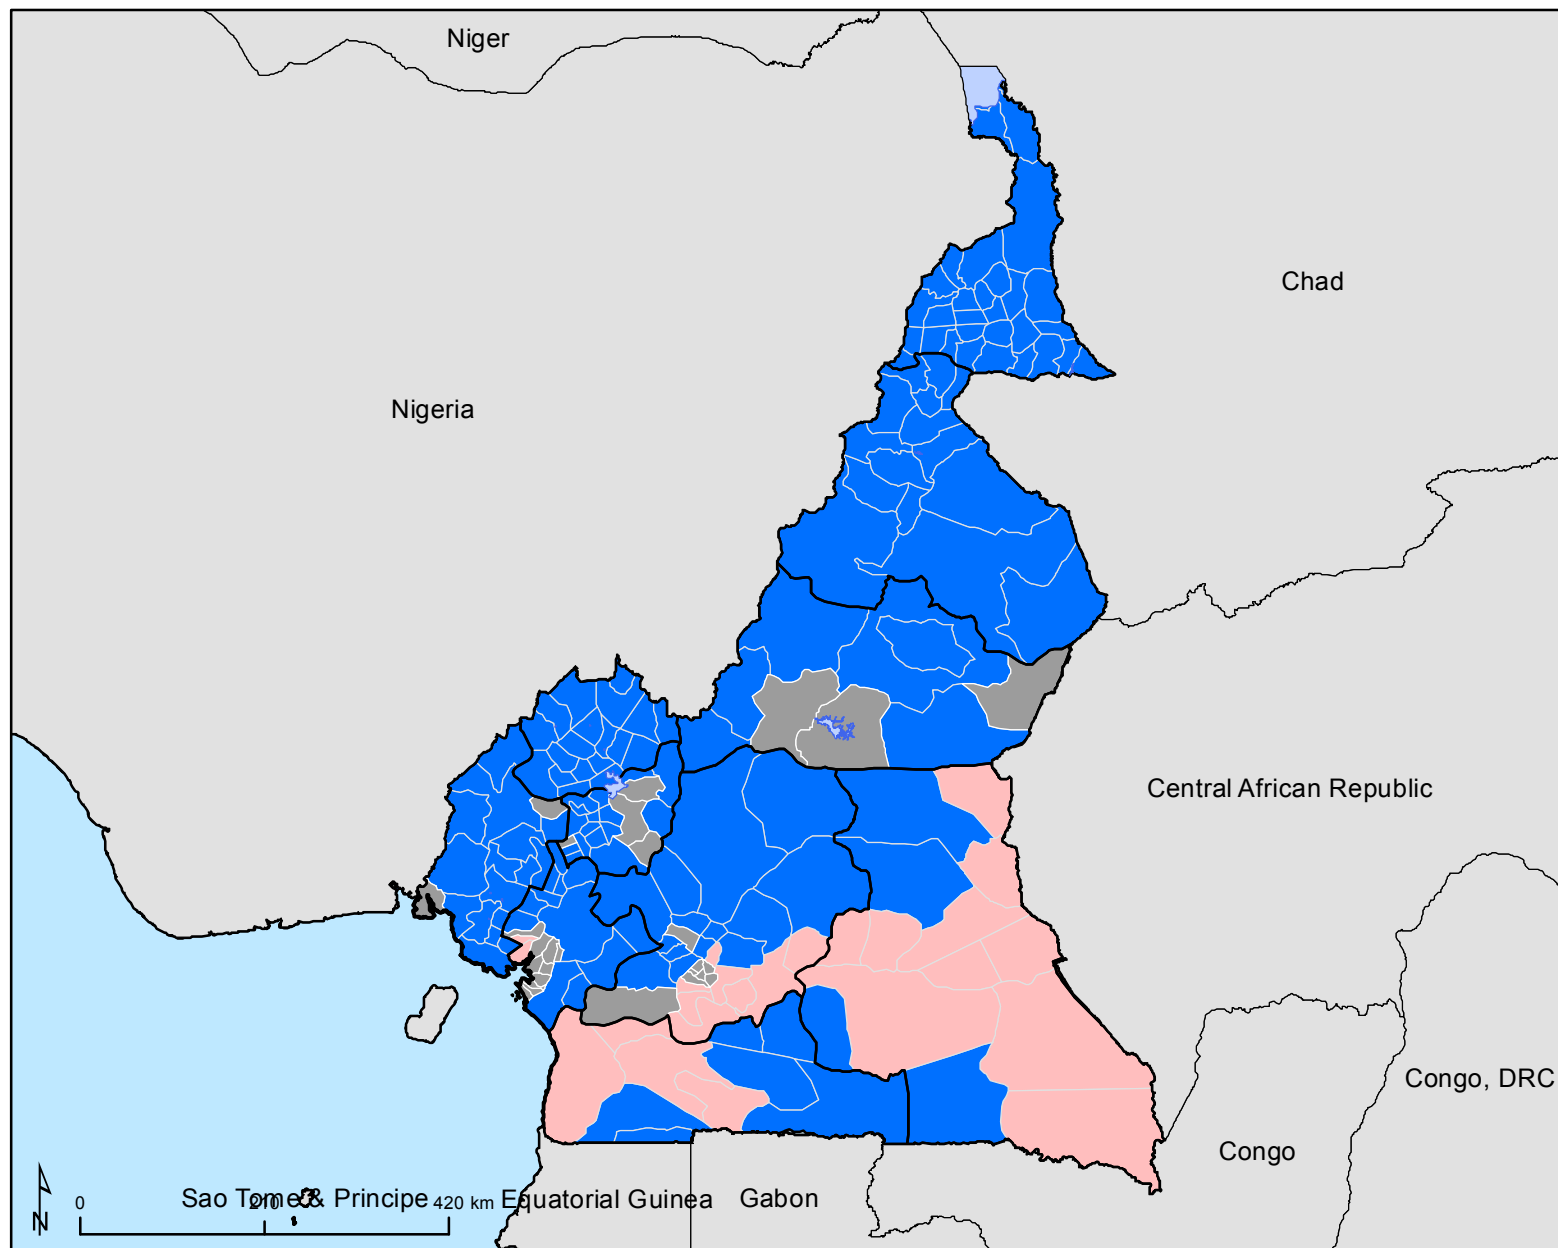 Niger
Chad
Nigeria
Central African Republic
Congo, DRC
Congo
Sao Tome & Principe
Equatorial Guinea
Gabon
0
210
420 km
N